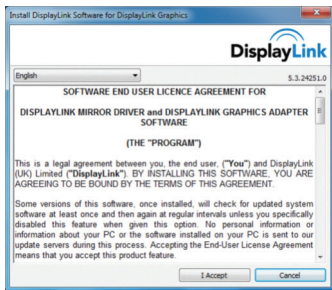 Install DisplayLink Software for DisplayLink Graphics
DisplayLink
English
5.3.24251.0
SOFTWARE END USER LICENCE AGREEMENT FOR
DISPLAYLINK MIRROR DRIVER and DISPLAYLINK GRAPHICS ADAPTER
SOFTWARE
(THE "PROGRAM")
This is a legal agreement between you, the end user, ("You") and DisplayLink
(UK) Limited ("DisplayLink"). BY INSTALLING THIS SOFTWARE, YOU ARE
AGREEING TO BE BOUND BY THE TERMS OF THIS AGREEMENT.
Some versions of this software, once installed, will check for updated system
software at least once and then again at regular intervals unless you specifically
disabled this feature when given this option. No personal information or
information about your PC or the software installed on your PC is sent to our
update servers during this process. Accepting the End-User License Agreement
means that you accept this product feature.
I Accept
Cancel